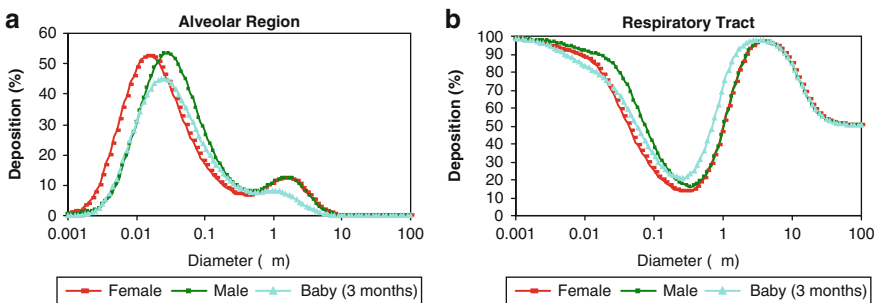 a
Alveolar Region
Deposition (%)
60
50
40
30
20
10
0
0.001 0.01 0.1 1 10 100
Diameter ( m)
Female Male Baby (3 months)
b
Respiratory Tract
Deposition (%)
100
90
80
70
60
50
40
30
20
10
0
0.001 0.01 0.1 1 10 100
Diameter ( m)
Female Male Baby (3 months)